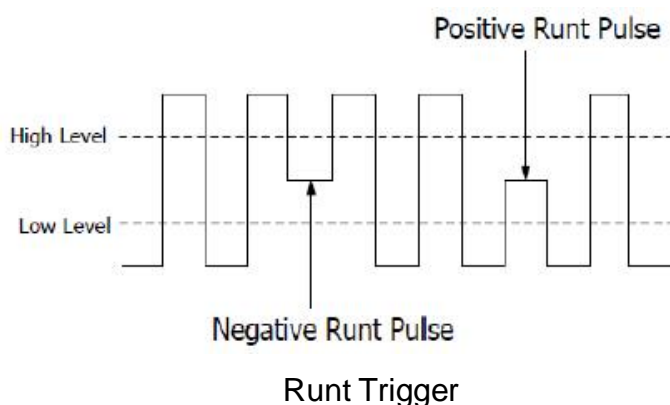 Positive Runt Pulse
High Level
Low Level
Negative Runt Pulse
Runt Trigger